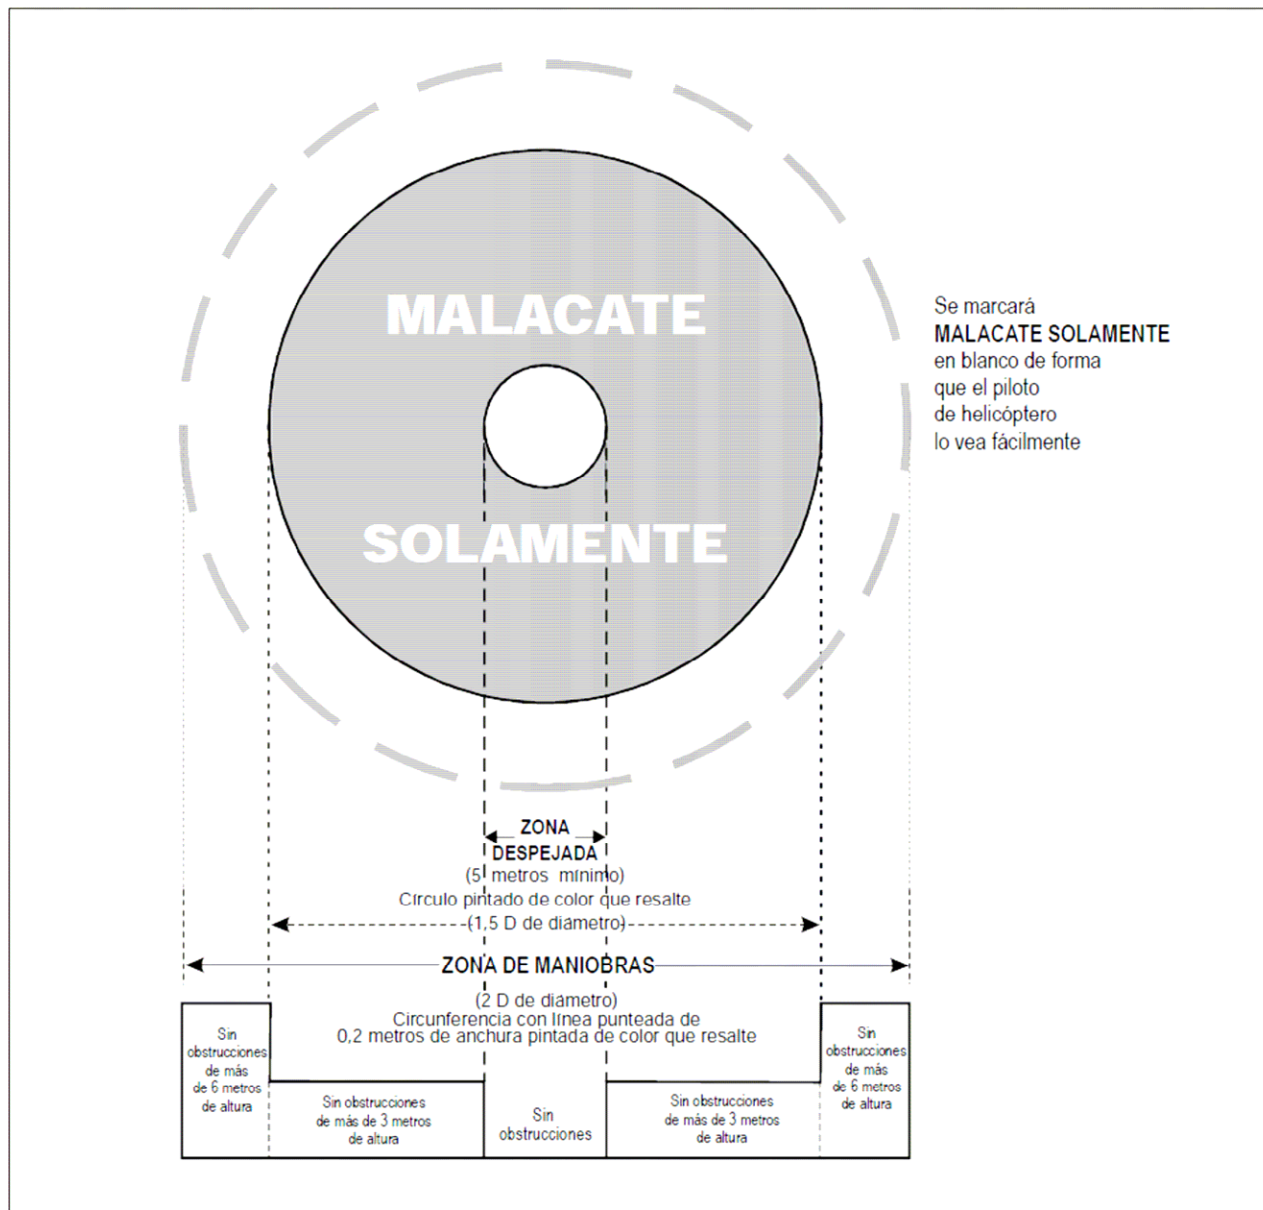 MALACATE
SOLAMENTE
Se marcará
MALACATE SOLAMENTE
en blanco de forma
que el piloto
de helicóptero
lo vea fácilmente
ZONA
DESPEJADA
(5 metros mínimo)
Círculo pintado de color que resalte
(1,5 D de diámetro)
ZONA DE MANIOBRAS
(2 D de diámetro)
Circunferencia con línea punteada de
0,2 metros de anchura pintada de color que resalte
Sin
obstrucciones
de más
de 6 metros
de altura
Sin obstrucciones
de más de 3 metros
de altura
Sin
obstrucciones
Sin obstrucciones
de más de 3 metros
de altura
Sin
obstrucciones
de más
de 6 metros
de altura